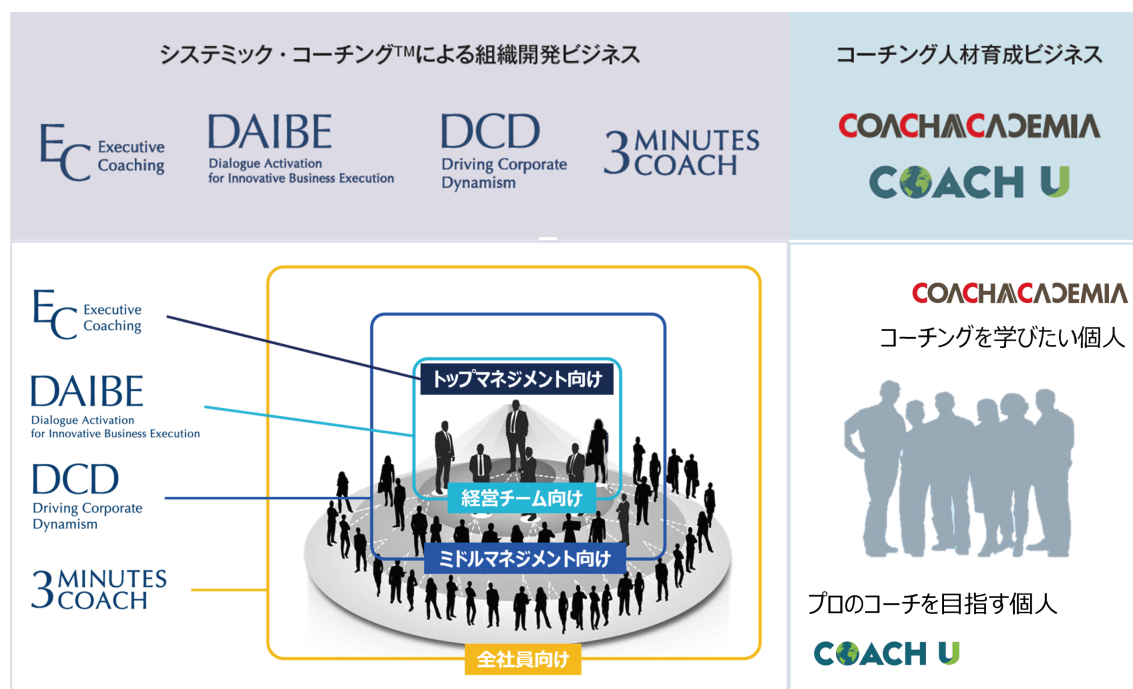 システミック・コーチング™による組織開発ビジネス
コーチング人材育成ビジネス
EC Executive
Coaching
DAIBE
Dialogue Activation
for Innovative Business Execution
DCD
Driving Corporate
Dynamism
3 MINUTES
COACH
COACHACADEMIA
COACH U
EC Executive
Coaching
DAIBE
Dialogue Activation
for Innovative Business Execution
DCD
Driving Corporate
Dynamism
3 MINUTES
COACH
トップマネジメント向け
経営チーム向け
ミドルマネジメント向け
全社員向け
COACHACADEMIA
コーチングを学びたい個人
プロのコーチを目指す個人
COACH U